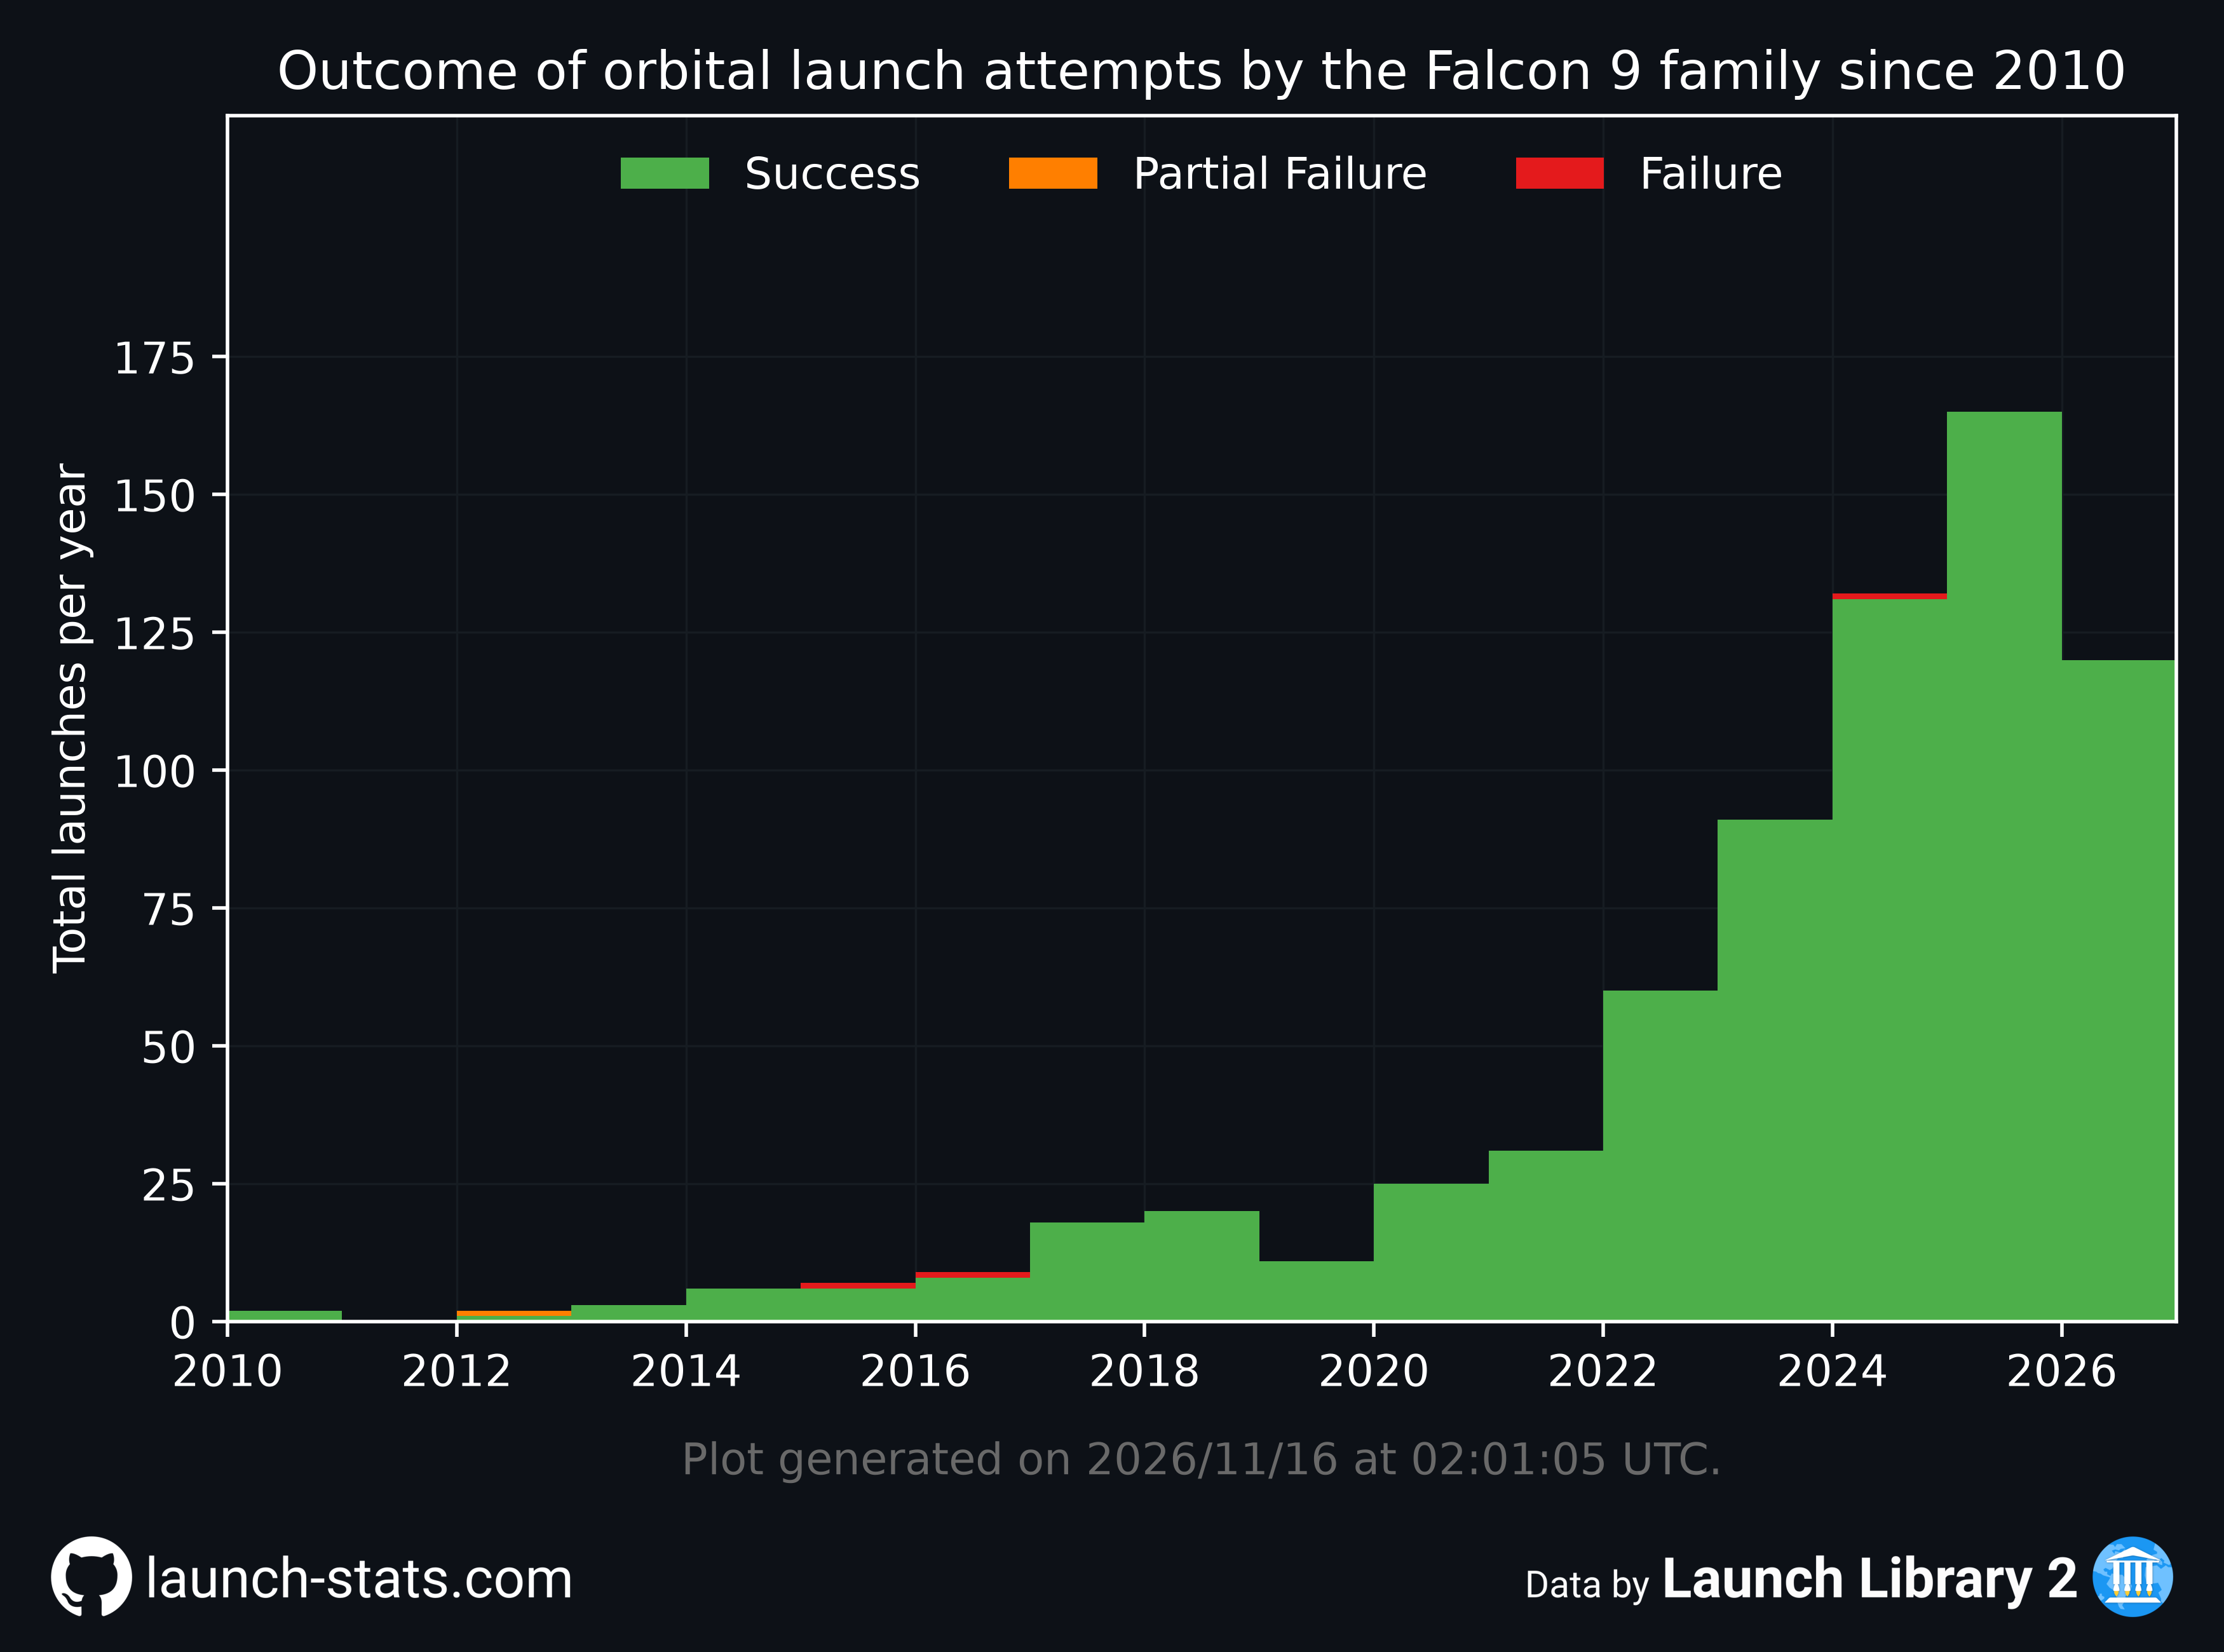 Outcome of orbital launch attempts by the Falcon 9 family since 2010
Success Partial Failure Failure
Total launches per year
175
150
125
100
75
50
25
0
2010 2012 2014 2016 2018 2020 2022 2024 2026
Plot generated on 2026/11/16 at 02:01:05 UTC.
launch-stats.com
Data by Launch Library 2